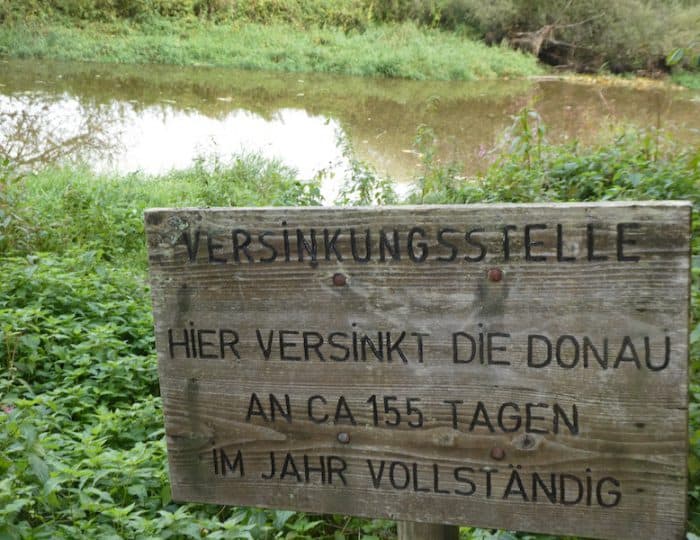 VERSINKUNGSSTELLE
HIER VERSINKT DIE DONAU
AN CA 155 TAGEN
IM JAHR VOLLSTÄNDIG